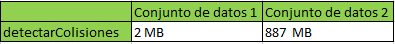 Conjunto de datos 1 Conjunto de datos 2
detectarColisiones 2 MB 887 MB